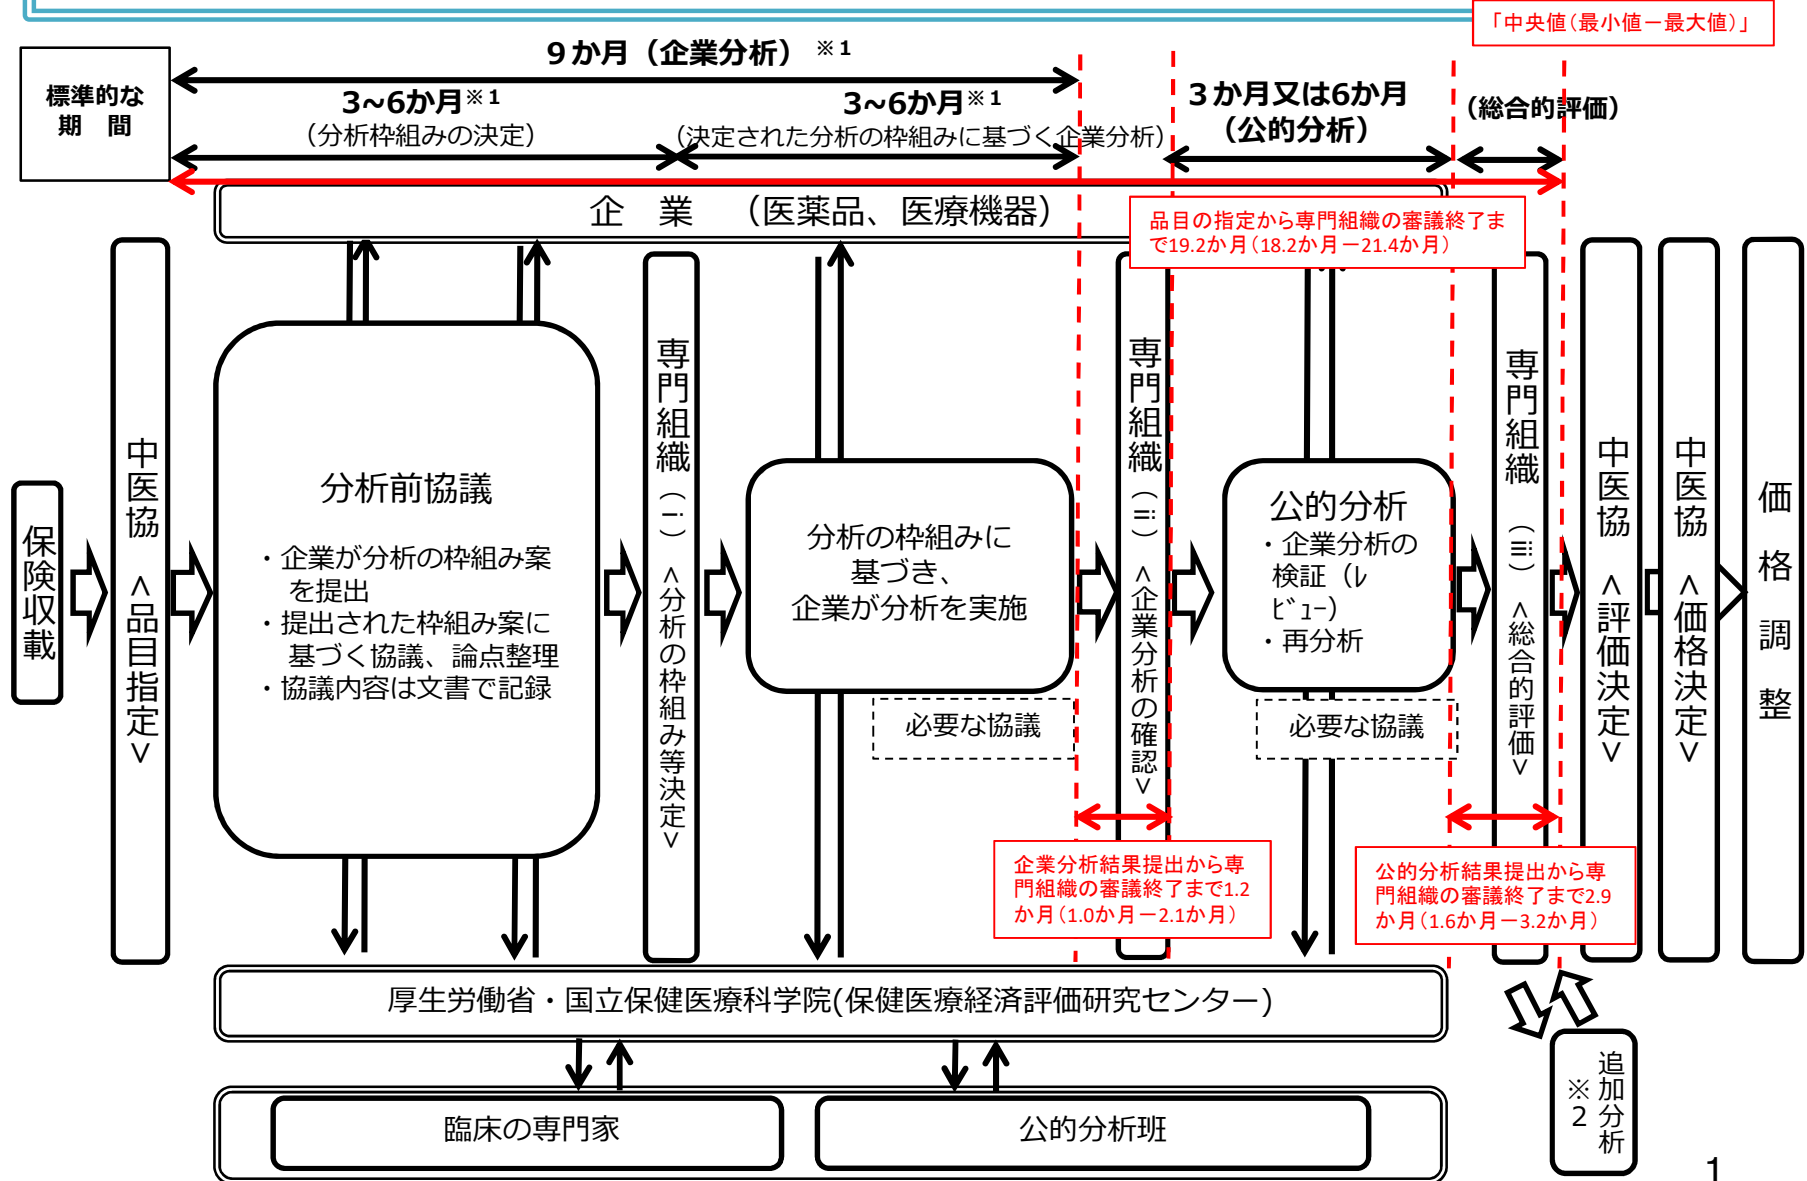 「中央値（最小値－最大値）」
標準的な
期　間
９か月（企業分析）※１
3~6か月※１
（分析枠組みの決定）
3~6か月※１
（決定された分析の枠組みに基づく企業分析）
３か月又は6か月
（公的分析）
（総合的評価）
企　業　（医薬品、医療機器）
品目の指定から専門組織の審議終了ま
で19.2か月（18.2か月－21.4か月）
保険収載
中医協　＜品目指定＞
分析前協議
・企業が分析の枠組み案
を提出
・提出された枠組み案に
基づく協議、論点整理
・協議内容は文書で記録
専門組織（ⅰ）＜分析の枠組み等決定＞
分析の枠組みに
基づき、
企業が分析を実施
必要な協議
専門組織（ⅱ）＜企業分析の確認＞
公的分析
・企業分析の
検証（ﾚ
ﾋﾞｭｰ）
・再分析
必要な協議
専門組織　（ⅲ）＜総合的評価＞
中医協　＜評価決定＞
中医協　＜価格決定＞
価格調整
企業分析結果提出から専
門組織の審議終了まで1.2
か月（1.0か月－2.1か月）
公的分析結果提出から専
門組織の審議終了まで2.9
か月（1.6か月－3.2か月）
厚生労働省・国立保健医療科学院(保健医療経済評価研究センター)
臨床の専門家
公的分析班
追加分析
※２
1